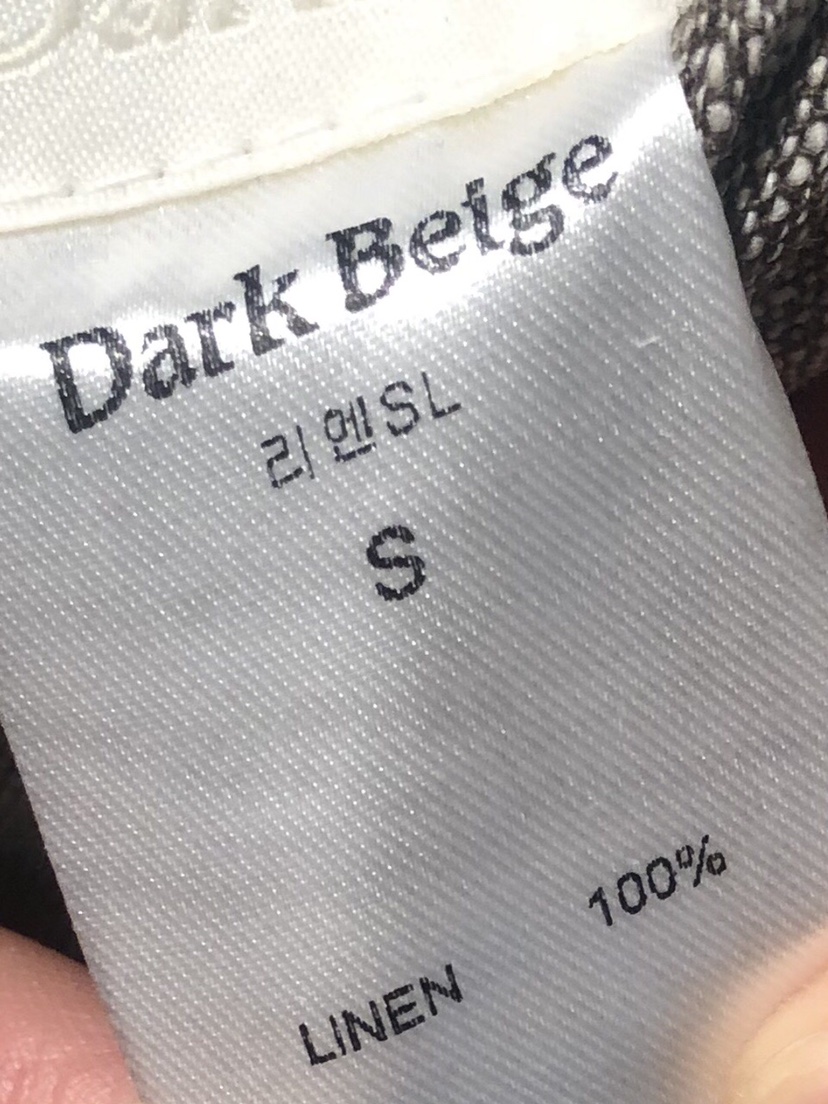 Dark Beige
리엔SL
S
100%
LINEN